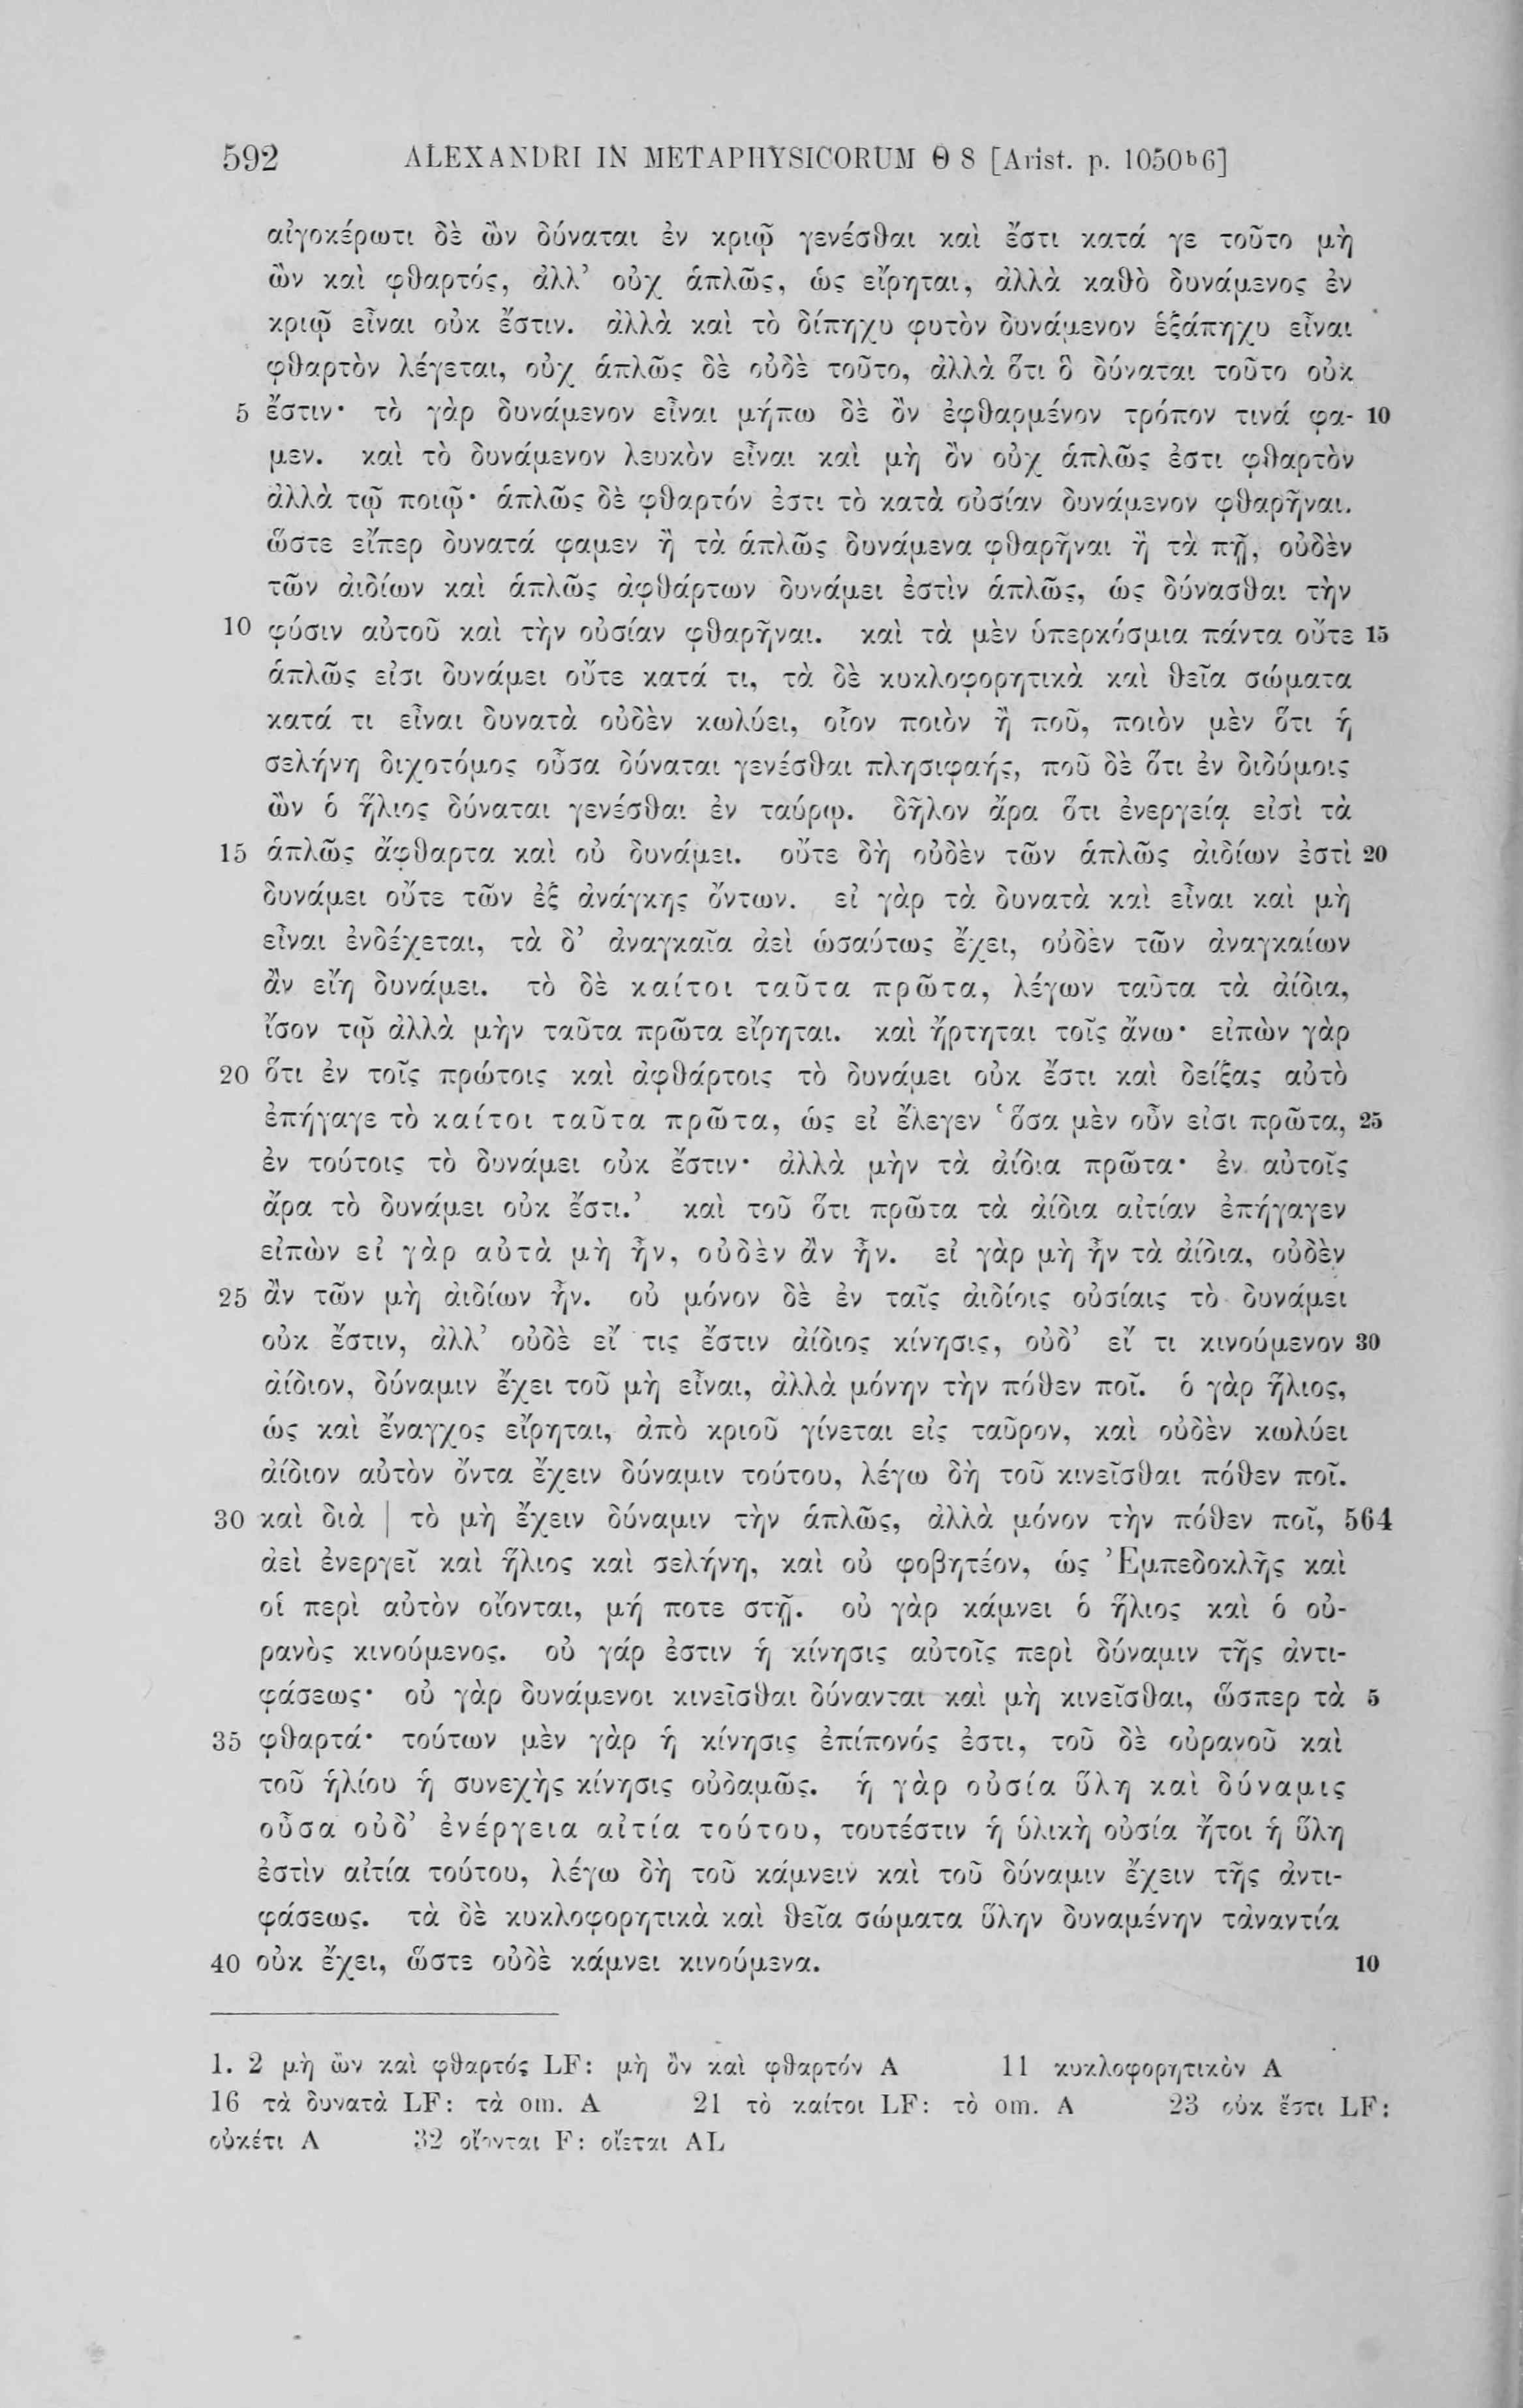 592 ALEXANDRI IN METAPHYSICORUM Θ 8 [Arist. p. 1050ᵇ6]
αἰγοκέρωτι δὲ ὢν δύναται ἐν κριῷ γενέσθαι καὶ ἔστι κατά γε τοῦτο μὴ
ὢν καὶ φθαρτός, ἀλλ’ οὐχ ἁπλῶς, ὡς εἴρηται, ἀλλὰ καθὸ δυνάμενος ἐν
κριῷ εἶναι οὐκ ἔστιν. ἀλλὰ καὶ τὸ δίπηχυ φυτὸν δυνάμενον ἑξάπηχυ εἶναι
φθαρτὸν λέγεται, οὐχ ἁπλῶς δὲ οὐδὲ τοῦτο, ἀλλὰ ὅτι ὃ δύναται τοῦτο οὐκ
5 ἔστιν· τὸ γὰρ δυνάμενον εἶναι μήπω δὲ ὂν ἐφθαρμένον τρόπον τινά φα- 10
μεν. καὶ τὸ δυνάμενον λευκὸν εἶναι καὶ μὴ ὂν οὐχ ἁπλῶς ἐστι φθαρτὸν
ἀλλὰ τῷ ποιῷ· ἁπλῶς δὲ φθαρτόν ἐστι τὸ κατὰ οὐσίαν δυνάμενον φθαρῆναι.
ὥστε εἴπερ δυνατά φαμεν ἢ τὰ ἁπλῶς δυνάμενα φθαρῆναι ἢ τὰ πῇ, οὐδὲν
τῶν ἀιδίων καὶ ἁπλῶς ἀφθάρτων δυνάμει ἐστὶν ἁπλῶς, ὡς δύνασθαι τὴν
10 φύσιν αὐτοῦ καὶ τὴν οὐσίαν φθαρῆναι. καὶ τὰ μὲν ὑπερκόσμια πάντα οὔτε 15
ἁπλῶς εἰσι δυνάμει οὔτε κατά τι, τὰ δὲ κυκλοφορητικὰ καὶ θεῖα σώματα
κατά τι εἶναι δυνατὰ οὐδὲν κωλύει, οἷον ποιὸν ἢ ποῦ, ποιὸν μὲν ὅτι ἡ
σελήνη διχοτόμος οὖσα δύναται γενέσθαι πλησιφαής, ποῦ δὲ ὅτι ἐν διδύμοις
ὢν ὁ ἥλιος δύναται γενέσθαι ἐν ταύρῳ. δῆλον ἄρα ὅτι ἐνεργείᾳ εἰσὶ τὰ
15 ἁπλῶς ἄφθαρτα καὶ οὐ δυνάμει. οὔτε δὴ οὐδὲν τῶν ἁπλῶς ἀιδίων ἐστὶ 20
δυνάμει οὔτε τῶν ἐξ ἀνάγκης ὄντων. εἰ γὰρ τὰ δυνατὰ καὶ εἶναι καὶ μὴ
εἶναι ἐνδέχεται, τὰ δ’ ἀναγκαῖα ἀεὶ ὡσαύτως ἔχει, οὐδὲν τῶν ἀναγκαίων
ἂν εἴη δυνάμει. τὸ δὲ καίτοι ταῦτα πρῶτα, λέγων ταῦτα τὰ ἀίδια,
ἴσον τῷ ἀλλὰ μὴν ταῦτα πρῶτα εἴρηται. καὶ ἤρτηται τοῖς ἄνω· εἰπὼν γὰρ
20 ὅτι ἐν τοῖς πρώτοις καὶ ἀφθάρτοις τὸ δυνάμει οὐκ ἔστι καὶ δείξας αὐτὸ
ἐπήγαγε τὸ καίτοι ταῦτα πρῶτα, ὡς εἰ ἔλεγεν ‘ὅσα μὲν οὖν εἰσι πρῶτα, 25
ἐν τούτοις τὸ δυνάμει οὐκ ἔστιν· ἀλλὰ μὴν τὰ ἀίδια πρῶτα· ἐν αὐτοῖς
ἄρα τὸ δυνάμει οὐκ ἔστι.’ καὶ τοῦ ὅτι πρῶτα τὰ ἀίδια αἰτίαν ἐπήγαγεν
εἰπὼν εἰ γὰρ αὐτὰ μὴ ἦν, οὐδὲν ἂν ἦν. εἰ γὰρ μὴ ἦν τὰ ἀίδια, οὐδὲν
25 ἂν τῶν μὴ ἀιδίων ἦν. οὐ μόνον δὲ ἐν ταῖς ἀιδίοις οὐσίαις τὸ δυνάμει
οὐκ ἔστιν, ἀλλ’ οὐδὲ εἴ τις ἔστιν ἀίδιος κίνησις, οὐδ’ εἴ τι κινούμενον 30
ἀίδιον, δύναμιν ἔχει τοῦ μὴ εἶναι, ἀλλὰ μόνην τὴν πόθεν ποῖ. ὁ γὰρ ἥλιος,
ὡς καὶ ἔναγχος εἴρηται, ἀπὸ κριοῦ γίνεται εἰς ταῦρον, καὶ οὐδὲν κωλύει
ἀίδιον αὐτὸν ὄντα ἔχειν δύναμιν τούτου, λέγω δὴ τοῦ κινεῖσθαι πόθεν ποῖ.
30 καὶ διὰ | τὸ μὴ ἔχειν δύναμιν τὴν ἁπλῶς, ἀλλὰ μόνον τὴν πόθεν ποῖ, 564
ἀεὶ ἐνεργεῖ καὶ ἥλιος καὶ σελήνη, καὶ οὐ φοβητέον, ὡς Ἐμπεδοκλῆς καὶ
οἱ περὶ αὐτὸν οἴονται, μή ποτε στῇ. οὐ γὰρ κάμνει ὁ ἥλιος καὶ ὁ οὐ-
ρανὸς κινούμενος. οὐ γάρ ἐστιν ἡ κίνησις αὐτοῖς περὶ δύναμιν τῆς ἀντι-
φάσεως· οὐ γὰρ δυνάμενοι κινεῖσθαι δύνανται καὶ μὴ κινεῖσθαι, ὥσπερ τὰ 5
35 φθαρτά· τούτων μὲν γὰρ ἡ κίνησις ἐπίπονός ἐστι, τοῦ δὲ οὐρανοῦ καὶ
τοῦ ἡλίου ἡ συνεχὴς κίνησις οὐδαμῶς. ἡ γὰρ οὐσία ὕλη καὶ δύναμις
οὖσα οὐδ’ ἐνέργεια αἰτία τούτου, τουτέστιν ἡ ὑλικὴ οὐσία ἤτοι ἡ ὕλη
ἐστὶν αἰτία τούτου, λέγω δὴ τοῦ κάμνειν καὶ τοῦ δύναμιν ἔχειν τῆς ἀντι-
φάσεως. τὰ δὲ κυκλοφορητικὰ καὶ θεῖα σώματα ὕλην δυναμένην τἀναντία
40 οὐκ ἔχει, ὥστε οὐδὲ κάμνει κινούμενα. 10
1. 2 μὴ ὢν καὶ φθαρτός LF: μὴ ὂν καὶ φθαρτόν A 11 κυκλοφορητικὸν A
16 τὰ δυνατὰ LF: τὰ om. A 21 τὸ καίτοι LF: τὸ om. A 23 οὐκ ἔστι LF:
οὐκέτι A 32 οἴονται F: οἴεται AL